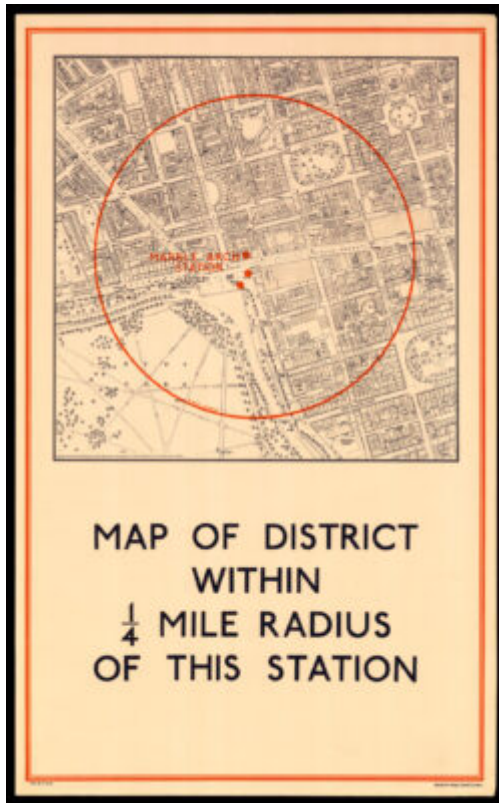 MARBLE ARCH
STATION
MAP OF DISTRICT
WITHIN
1/4 MILE RADIUS
OF THIS STATION